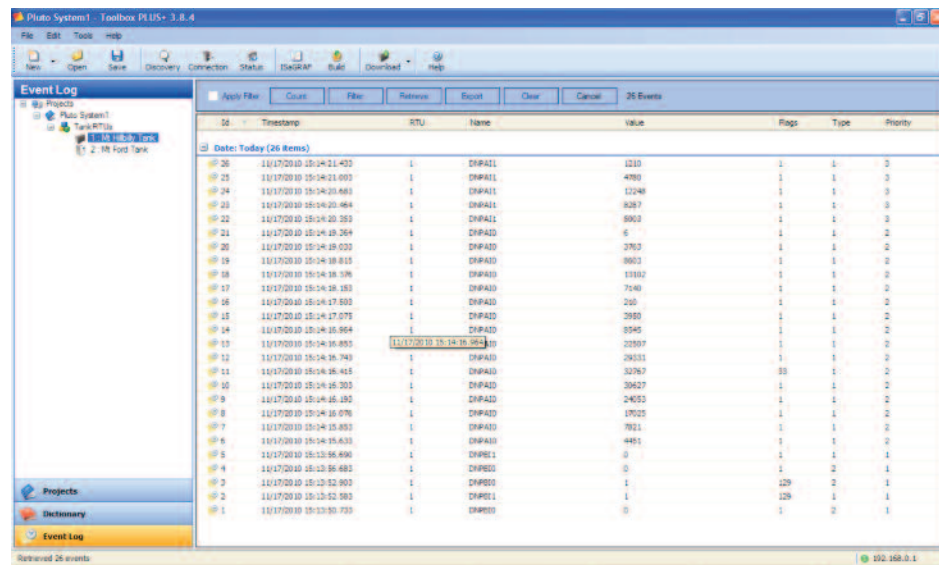 Pluto System1 - Toolbox PLUS+ 3.8.4
File Edit Tools Help
New Open Save Discovery Connection Status ISaGRAF Build Download Help
Event Log
Projects
Pluto System1
TankRTUs
1 : Mt Hillbilly Tank
2 : Mt Ford Tank
Apply Filter Count Filter Retrieve Export Clear Cancel 26 Events
Id Timestamp RTU Name Value Flags Type Priority
Date: Today (26 items)
26 11/17/2010 15:14:21.433 1 DNPAI1 1210 1 1 3
25 11/17/2010 15:14:21.003 1 DNPAI1 4780 1 1 3
24 11/17/2010 15:14:20.683 1 DNPAI1 12248 1 1 3
23 11/17/2010 15:14:20.464 1 DNPAI1 8287 1 1 3
22 11/17/2010 15:14:20.353 1 DNPAI1 8803 1 1 3
21 11/17/2010 15:14:19.364 1 DNPAI0 6 1 1 2
20 11/17/2010 15:14:19.033 1 DNPAI0 3763 1 1 2
19 11/17/2010 15:14:18.815 1 DNPAI0 8803 1 1 2
18 11/17/2010 15:14:18.376 1 DNPAI0 13102 1 1 2
17 11/17/2010 15:14:18.153 1 DNPAI0 7140 1 1 2
16 11/17/2010 15:14:17.503 1 DNPAI0 210 1 1 2
15 11/17/2010 15:14:17.075 1 DNPAI0 3950 1 1 2
14 11/17/2010 15:14:16.964 1 DNPAI0 8545 1 1 2
13 11/17/2010 15:14:16.853 11/17/2010 15:14:16.964 22507 1 1 2
12 11/17/2010 15:14:16.743 1 DNPAI0 29331 1 1 2
11 11/17/2010 15:14:16.415 1 DNPAI0 32767 33 1 2
10 11/17/2010 15:14:16.303 1 DNPAI0 30627 1 1 2
9 11/17/2010 15:14:16.193 1 DNPAI0 24053 1 1 2
8 11/17/2010 15:14:16.076 1 DNPAI0 17025 1 1 2
7 11/17/2010 15:14:15.853 1 DNPAI0 7821 1 1 2
6 11/17/2010 15:14:15.633 1 DNPAI0 4451 1 1 2
5 11/17/2010 15:13:56.690 1 DNPBI1 0 1 1 1
4 11/17/2010 15:13:56.683 1 DNPBI0 0 1 2 1
3 11/17/2010 15:13:52.903 1 DNPBI0 1 129 2 1
2 11/17/2010 15:13:52.583 1 DNPBI1 1 129 1 1
1 11/17/2010 15:13:50.733 1 DNPBI0 0 1 2 1
Projects
Dictionary
Event Log
Retrieved 26 events
192.168.0.1